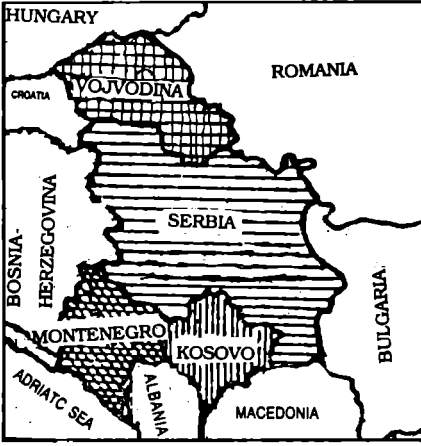 HUNGARY
ROMANIA
VOJVODINA
CROATIA
SERBIA
BOSNIA-
HERZEGOVINA
BULGARIA
MONTENEGRO
KOSOVO
ADRIATC SEA
ALBANIA
MACEDONIA